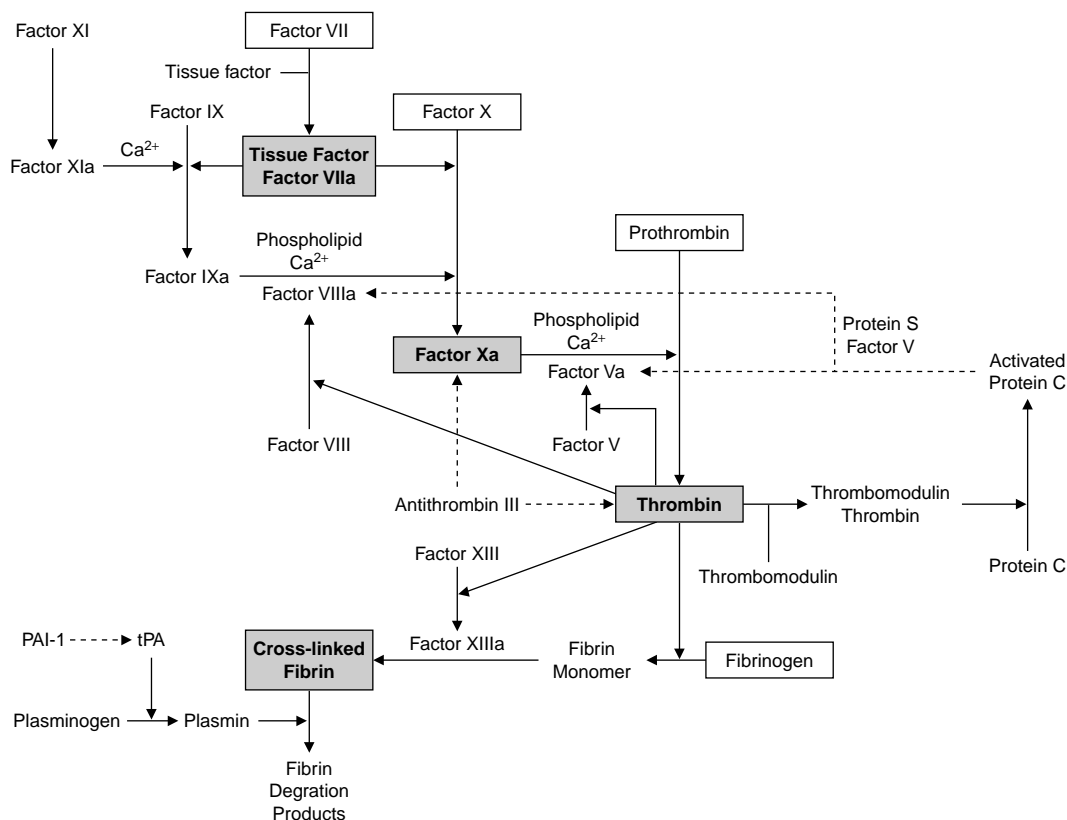 Factor XI
Factor VII
Tissue factor
Factor IX
Factor X
Ca²⁺
Factor XIa
Tissue Factor
Factor VIIa
Prothrombin
Phospholipid
Ca²⁺
Factor IXa
Factor VIIIa
Phospholipid
Ca²⁺
Protein S
Factor V
Factor Xa
Factor Va
Activated
Protein C
Factor VIII
Factor V
Antithrombin III
Thrombin
Thrombomodulin
Thrombin
Factor XIII
Thrombomodulin
Protein C
PAI-1
tPA
Cross-linked
Fibrin
Factor XIIIa
Fibrin
Monomer
Fibrinogen
Plasminogen
Plasmin
Fibrin
Degration
Products